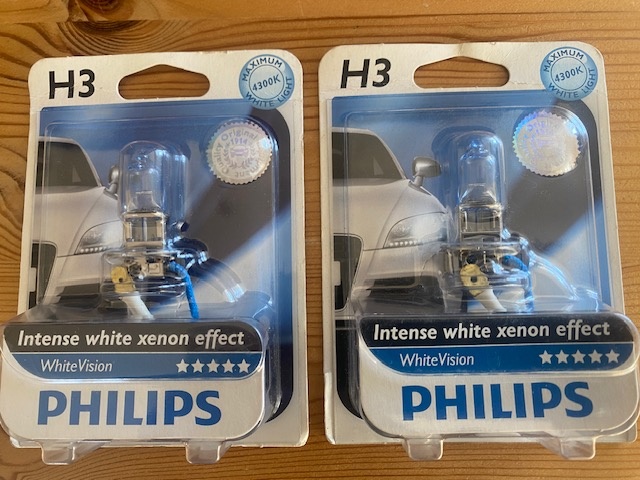 H3
MAXIMUM
4300K
WHITE LIGHT
Intense white xenon effect
WhiteVision
PHILIPS
H3
MAXIMUM
4300K
WHITE LIGHT
Intense white xenon effect
WhiteVision
PHILIPS